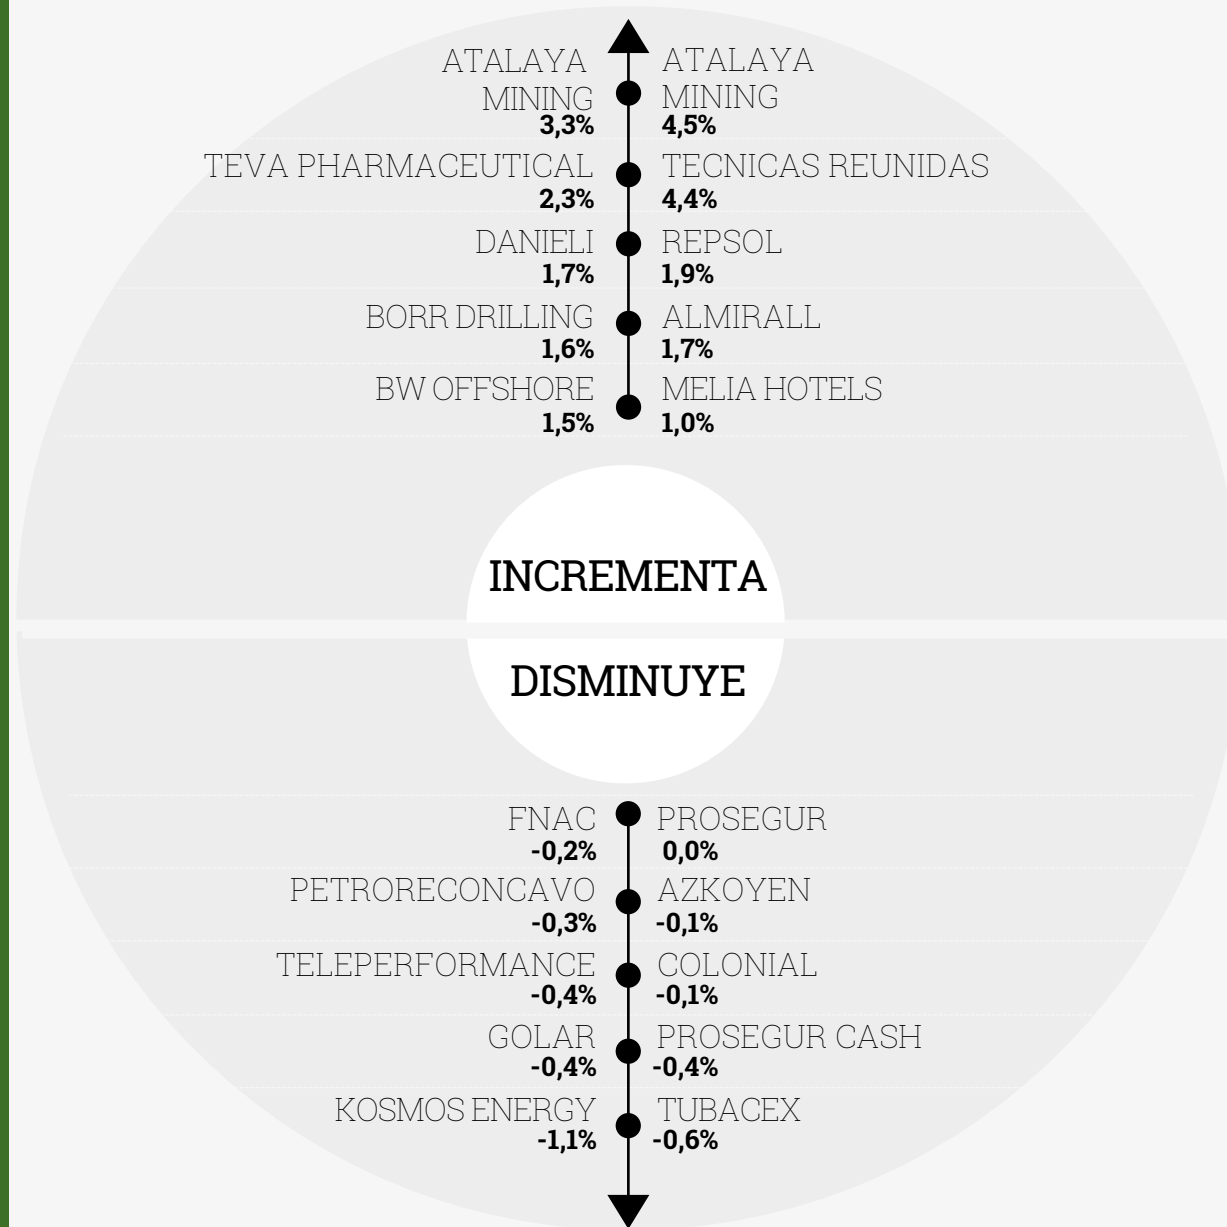 ATALAYA
MINING
3,3%
ATALAYA
MINING
4,5%
TEVA PHARMACEUTICAL
2,3%
TECNICAS REUNIDAS
4,4%
DANIELI
1,7%
REPSOL
1,9%
BORR DRILLING
1,6%
ALMIRALL
1,7%
BW OFFSHORE
1,5%
MELIA HOTELS
1,0%
INCREMENTA
DISMINUYE
FNAC
-0,2%
PROSEGUR
0,0%
PETRORECONCAVO
-0,3%
AZKOYEN
-0,1%
TELEPERFORMANCE
-0,4%
COLONIAL
-0,1%
GOLAR
-0,4%
PROSEGUR CASH
-0,4%
KOSMOS ENERGY
-1,1%
TUBACEX
-0,6%